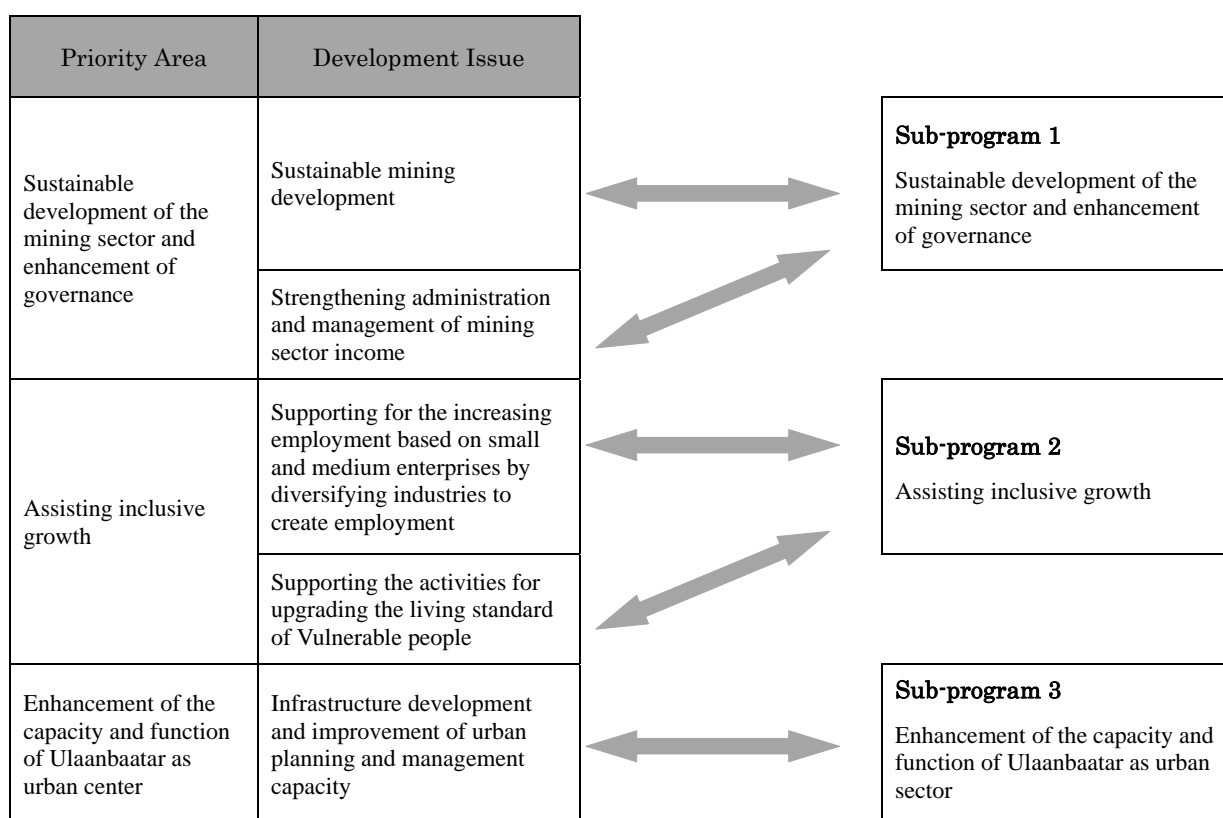 Priority Area
Development Issue
Sustainable
development of the
mining sector and
enhancement of
governance
Sustainable mining
development
Strengthening administration
and management of mining
sector income
Assisting inclusive
growth
Supporting for the increasing
employment based on small
and medium enterprises by
diversifying industries to
create employment
Supporting the activities for
upgrading the living standard
of Vulnerable people
Enhancement of the
capacity and function
of Ulaanbaatar as
urban center
Infrastructure development
and improvement of urban
planning and management
capacity
Sub-program 1
Sustainable development of the
mining sector and enhancement
of governance
Sub-program 2
Assisting inclusive growth
Sub-program 3
Enhancement of the capacity and
function of Ulaanbaatar as urban
sector